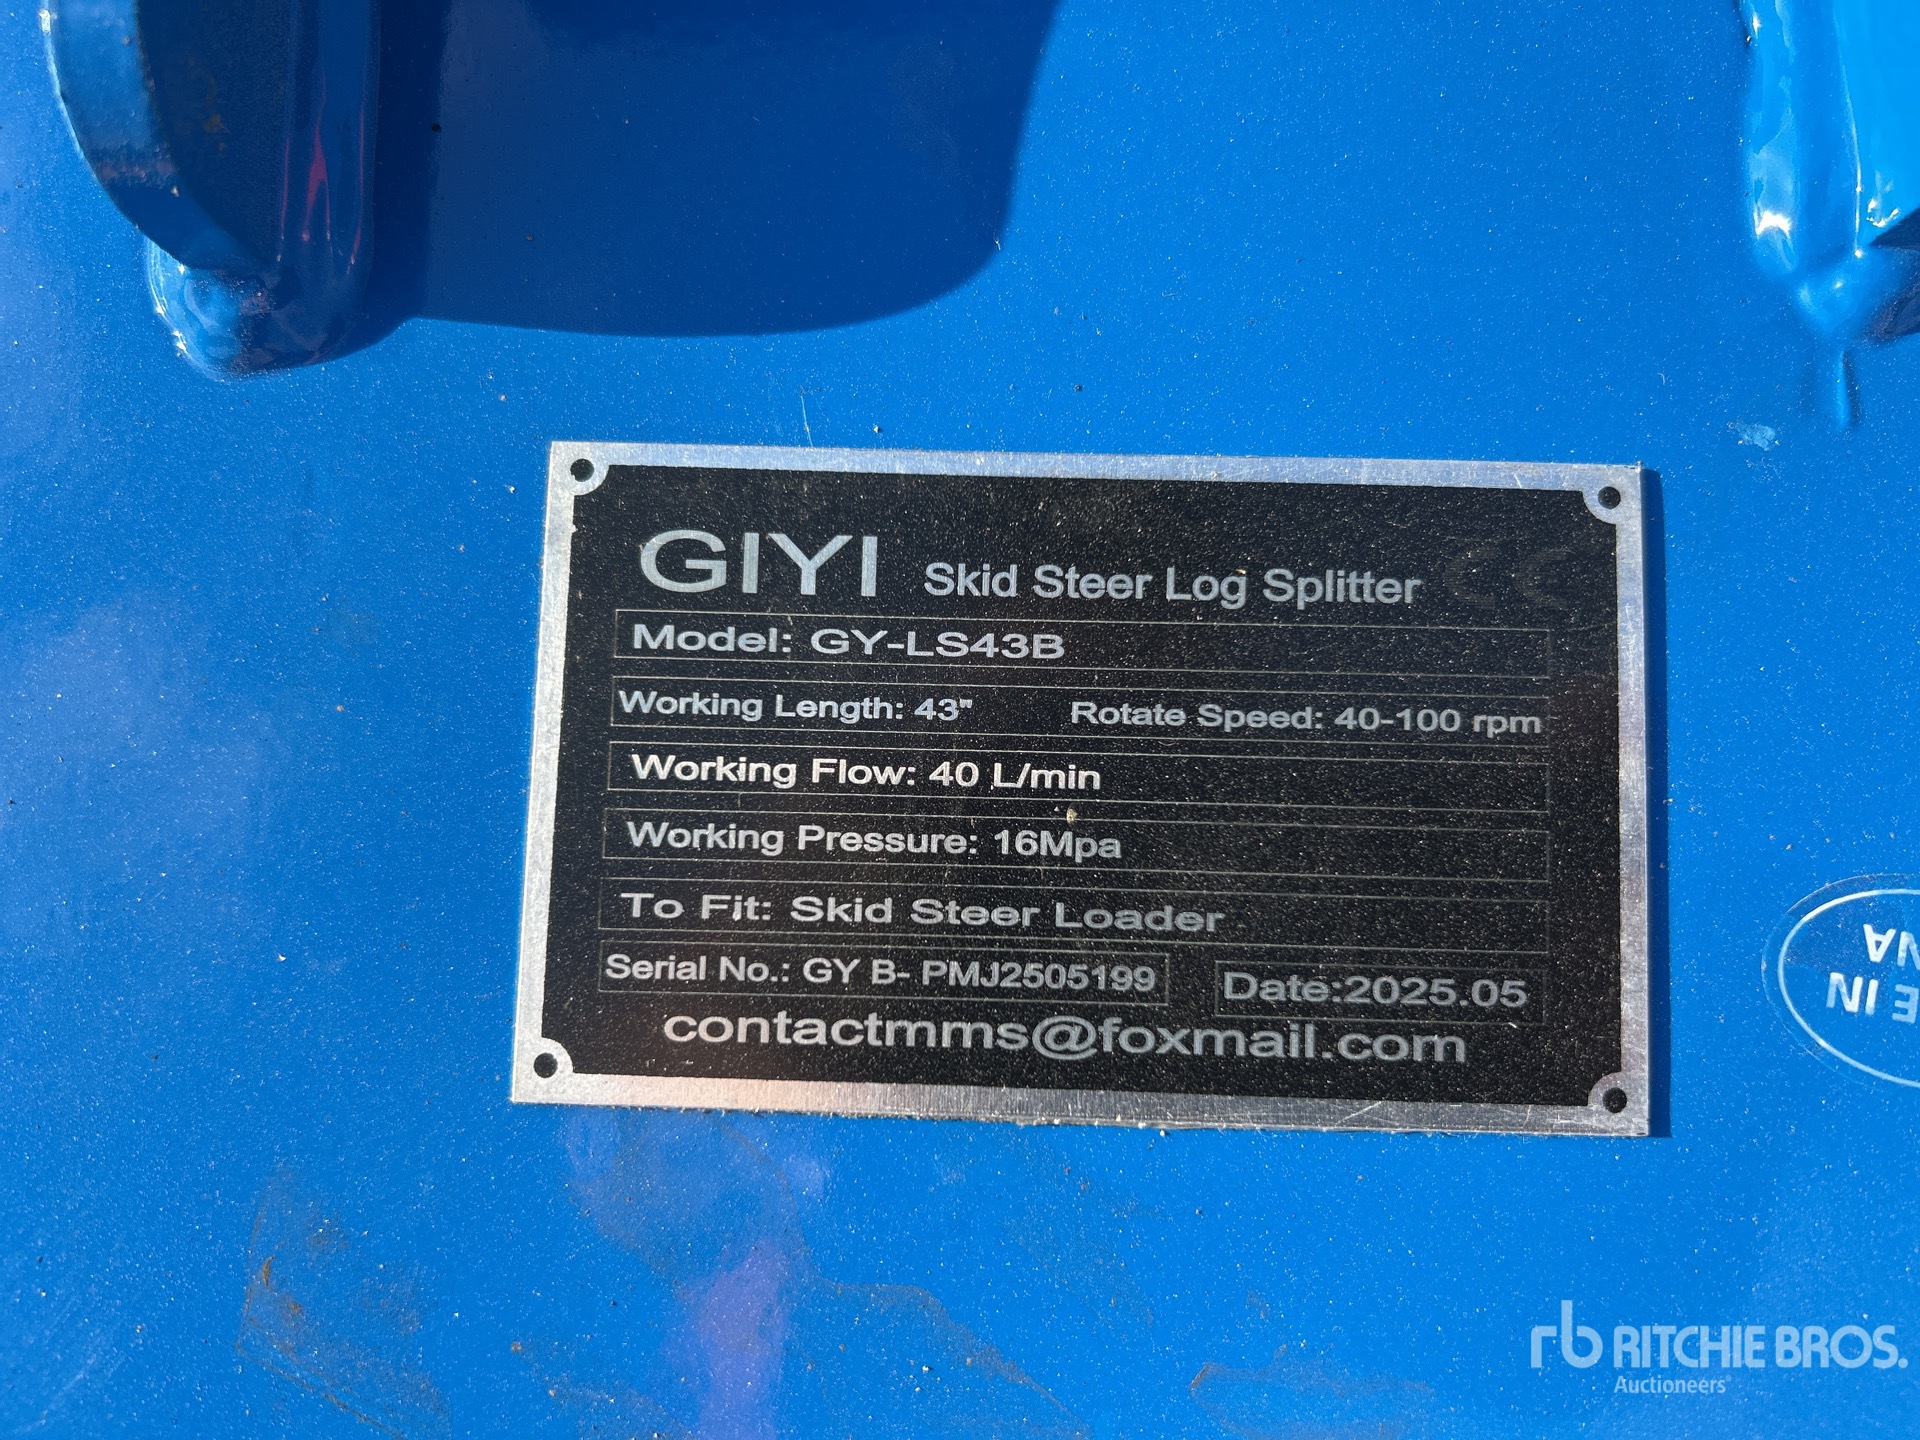 GIYI Skid Steer Log Splitter CE
Model: GY-LS43B
Working Length: 43" Rotate Speed: 40-100 rpm
Working Flow: 40 L/min
Working Pressure: 16Mpa
To Fit: Skid Steer Loader
Serial No.: GY B- PMJ2505199 Date:2025.05
contactmms@foxmail.com
E IN
NA
rb RITCHIE BROS.
Auctioneers